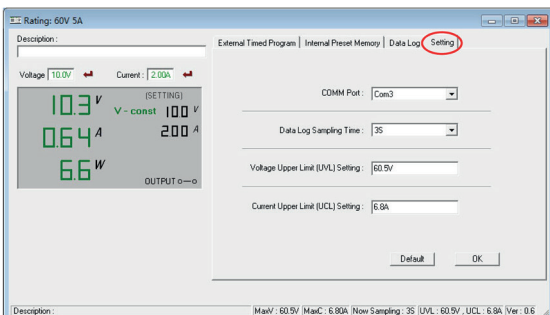 Rating: 60V 5A
Description :
External Timed Program | Internal Preset Memory | Data Log | Setting
Voltage 10.0V Current : 2.00A
(SETTING)
10.3 V V - const 100 V
0.64 A 200 A
6.6 W OUTPUT
COMM Port : Com3
Data Log Sampling Time : 3S
Voltage Upper Limit (UVL) Setting : 60.5V
Current Upper Limit (UCL) Setting : 6.8A
Default OK
Description : MaxV : 60.5V MaxC : 6.80A Now Sampling : 3S UVL : 60.5V , UCL : 6.8A Ver : 0.6